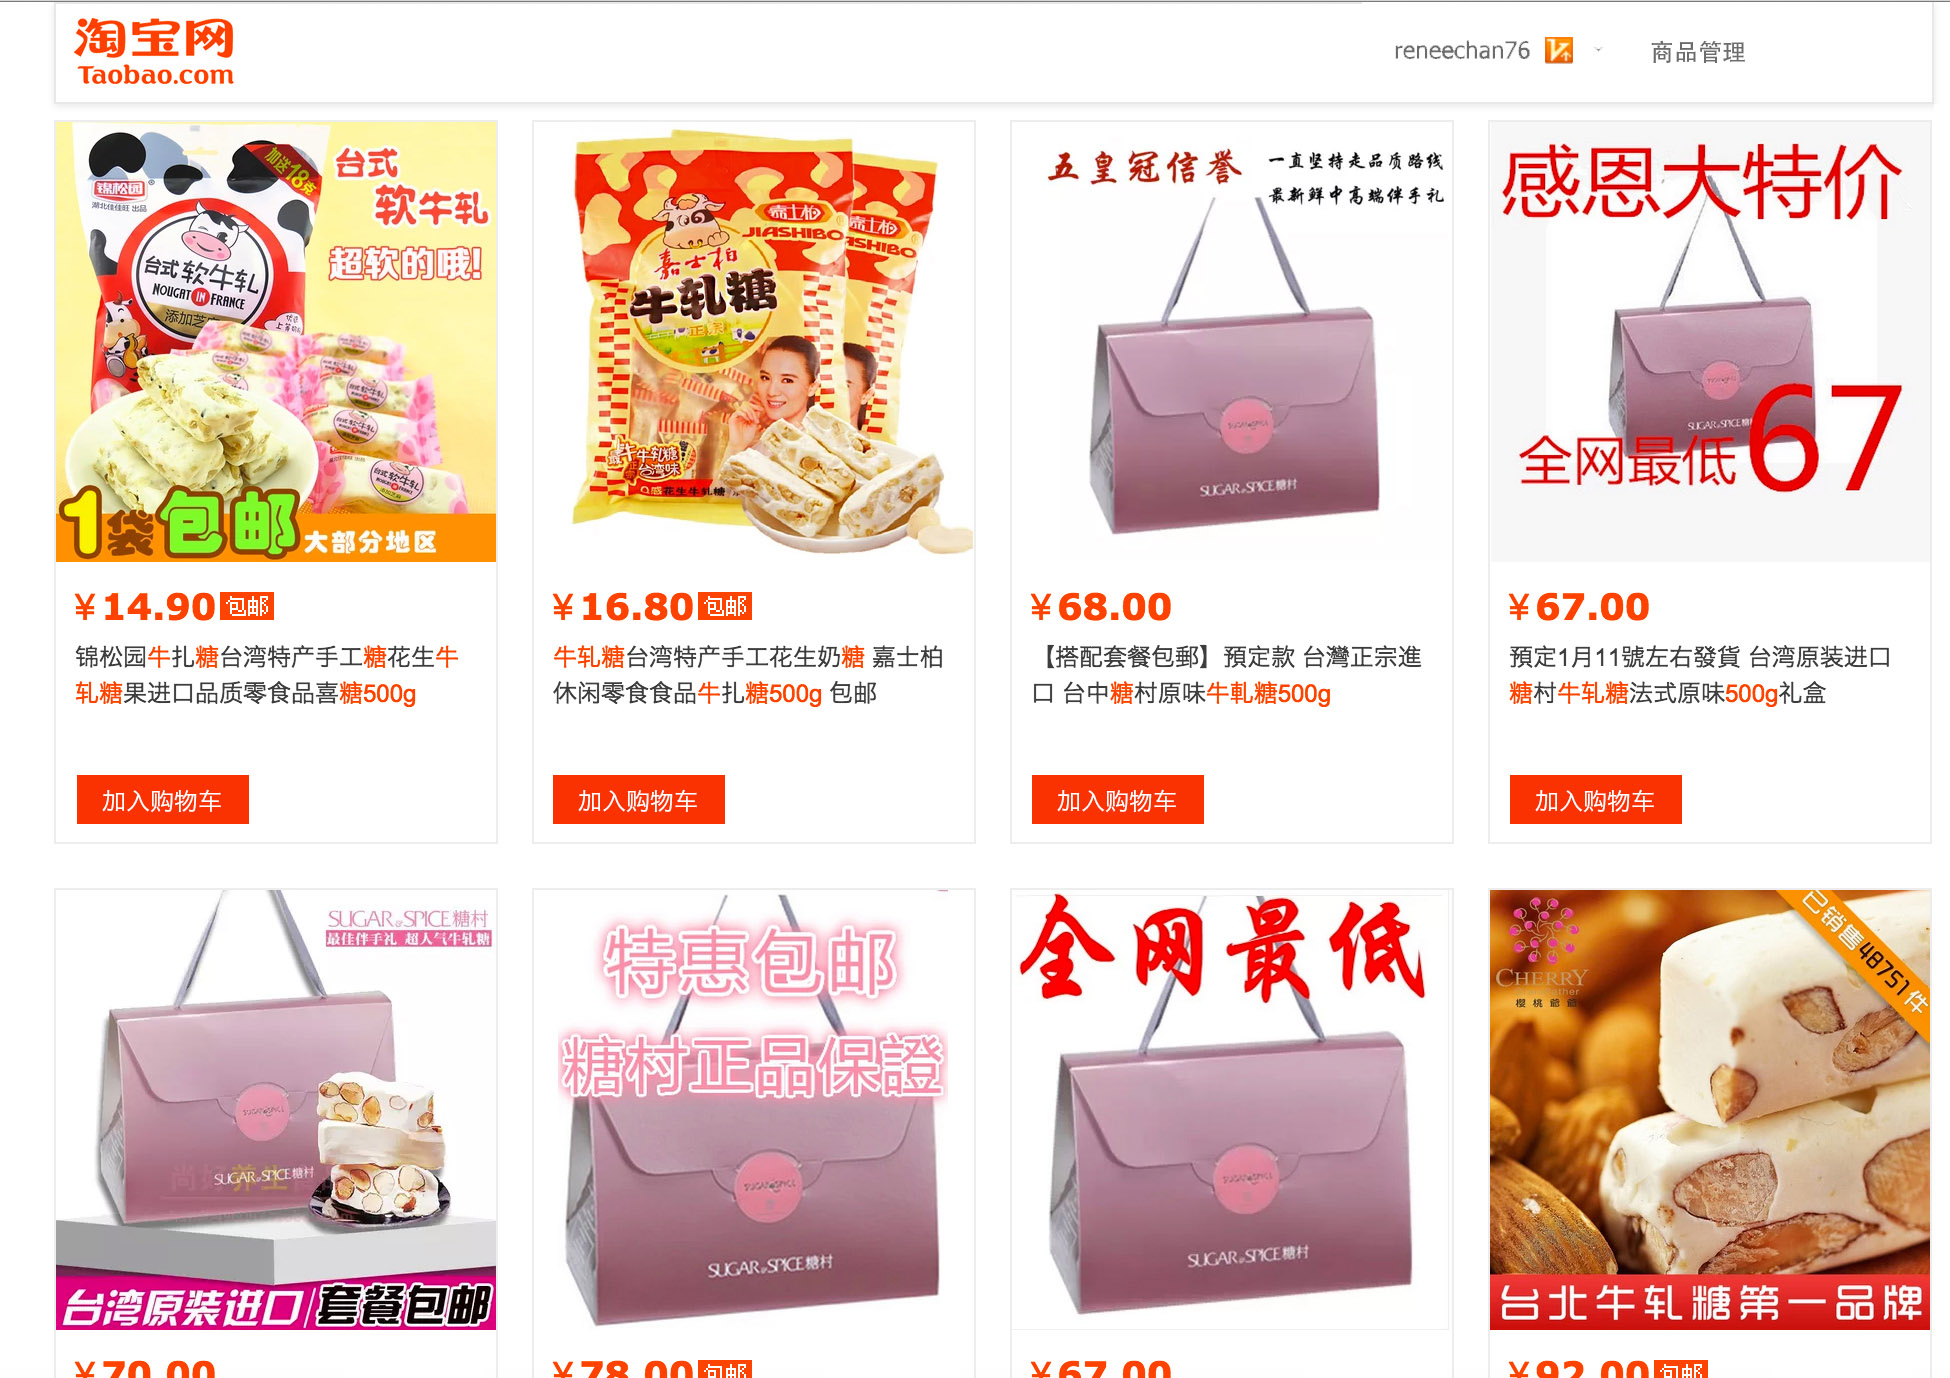 淘宝网
Taobao.com
reneechan76
商品管理
加送18克
锦松园
湖北佳佳旺 出品
台式软牛轧
NOUGAT IN FRANCE
台式
软牛轧
超软的哦!
1袋包邮大部分地区
¥14.90 包邮
锦松园牛扎糖台湾特产手工糖花生牛
轧糖果进口品质零食品喜糖500g
加入购物车
嘉士柏
JIASHIBO
嘉士柏
牛轧糖
¥16.80 包邮
牛轧糖台湾特产手工花生奶糖 嘉士柏
休闲零食食品牛扎糖500g 包邮
加入购物车
五皇冠信誉
一直坚持走品质路线
最新鲜中高端伴手礼
SUGAR & SPICE 糖村
¥68.00
【搭配套餐包郵】預定款 台灣正宗進
口 台中糖村原味牛軋糖500g
加入购物车
感恩大特价
SUGAR & SPICE 糖
全网最低67
¥67.00
預定1月11號左右發貨 台湾原装进口
糖村牛轧糖法式原味500g礼盒
加入购物车
SUGAR & SPICE 糖村
最佳伴手礼 超人气牛轧糖
SUGAR & SPICE 糖村
台湾原装进口/套餐包邮
¥70.00
特惠包邮
糖村正品保證
SUGAR & SPICE 糖村
¥78.00 包邮
全网最低
SUGAR & SPICE 糖村
¥67.00
已销售48751件
CHERRY
櫻桃爺爺
台北牛轧糖第一品牌
¥92.00 包邮